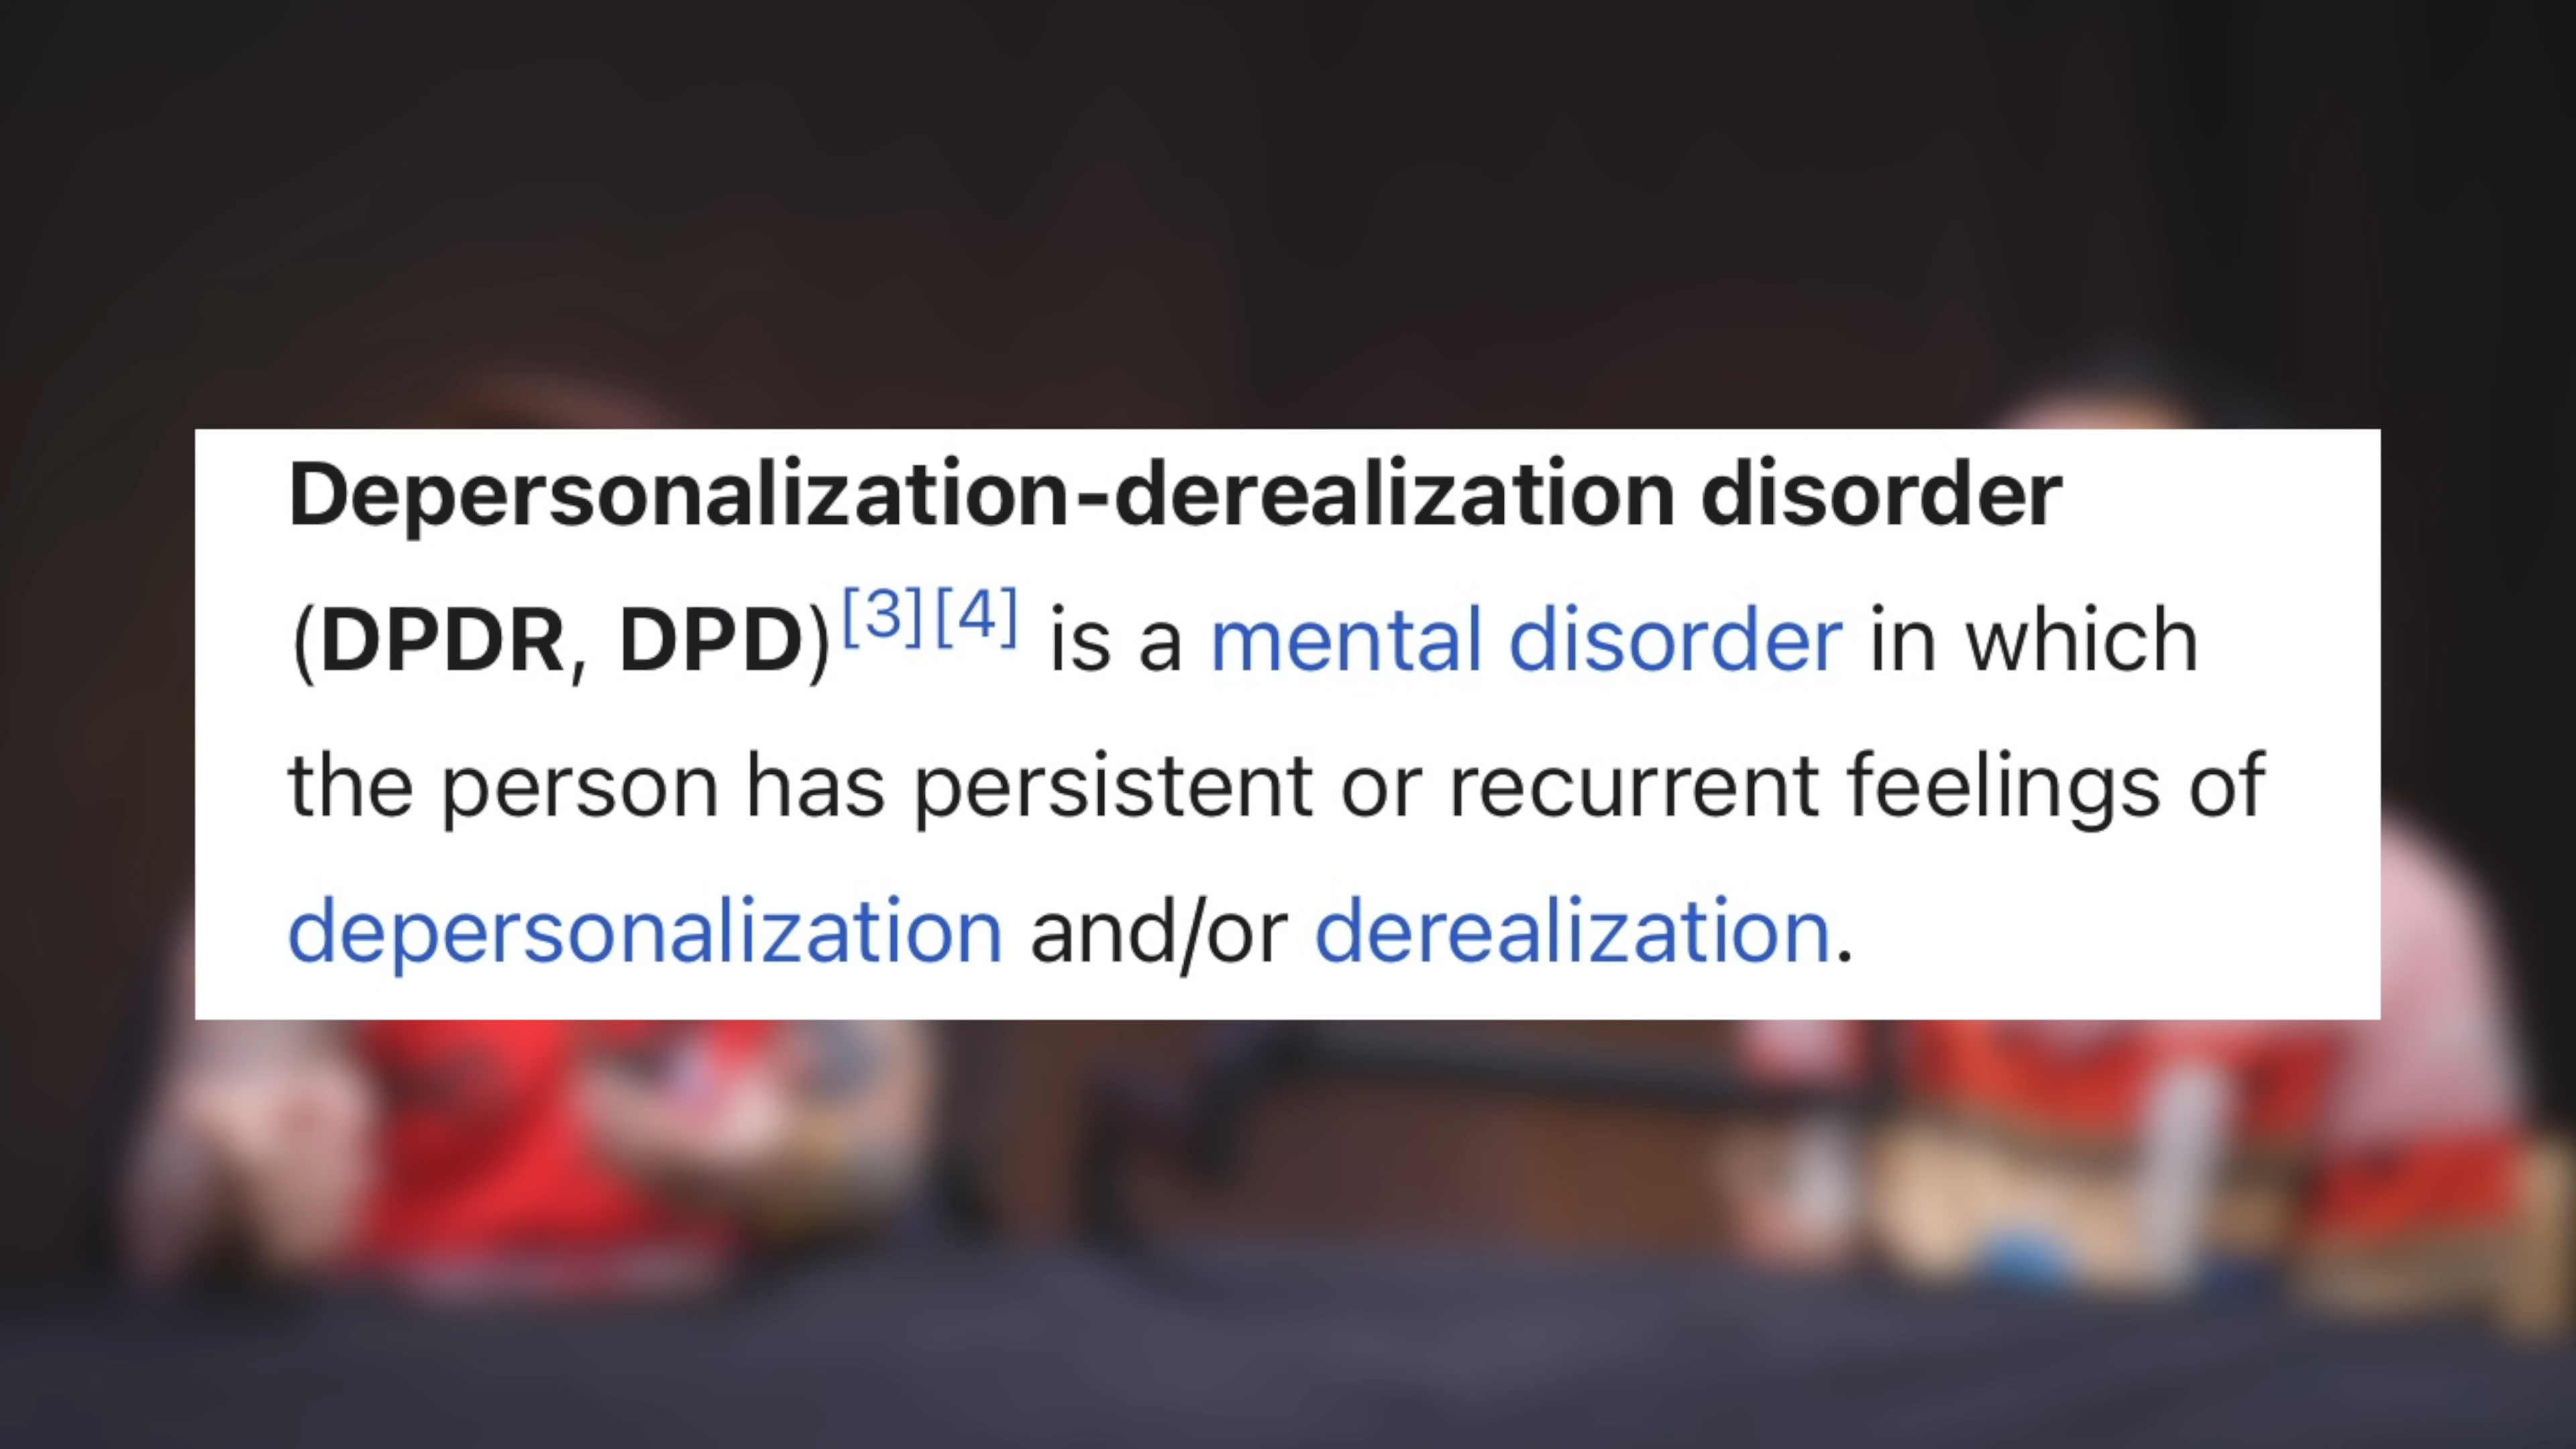 Depersonalization-derealization disorder
(DPDR, DPD)[3][4] is a mental disorder in which
the person has persistent or recurrent feelings of
depersonalization and/or derealization.